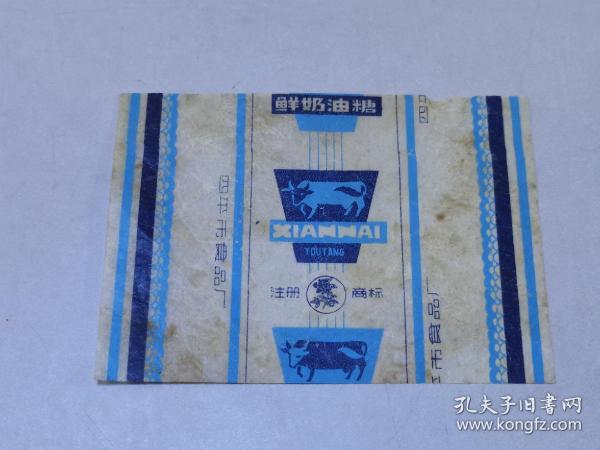 鲜奶油糖
XIANNAI
YOUTANG
注册 商标
四平市食品厂
平市食品厂
孔夫子旧书网
www.kongfz.com